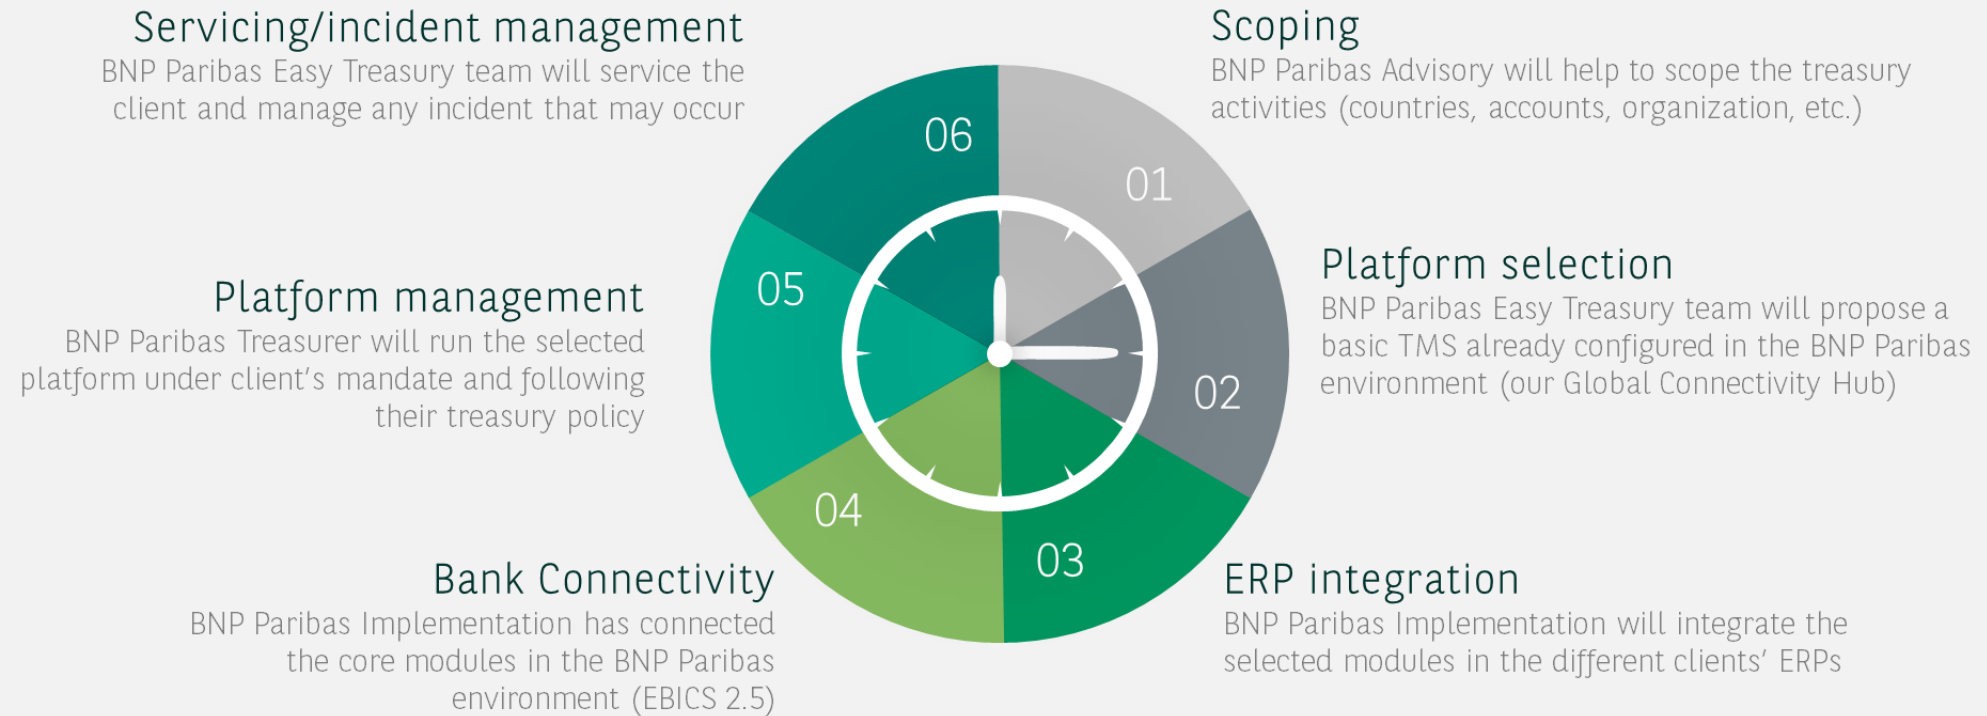 Scoping
BNP Paribas Advisory will help to scope the treasury
activities (countries, accounts, organization, etc.)
01
Platform selection
BNP Paribas Easy Treasury team will propose a
basic TMS already configured in the BNP Paribas
environment (our Global Connectivity Hub)
02
ERP integration
BNP Paribas Implementation will integrate the
selected modules in the different clients’ ERPs
03
Bank Connectivity
BNP Paribas Implementation has connected
the core modules in the BNP Paribas
environment (EBICS 2.5)
04
Platform management
BNP Paribas Treasurer will run the selected
platform under client’s mandate and following
their treasury policy
05
Servicing/incident management
BNP Paribas Easy Treasury team will service the
client and manage any incident that may occur
06